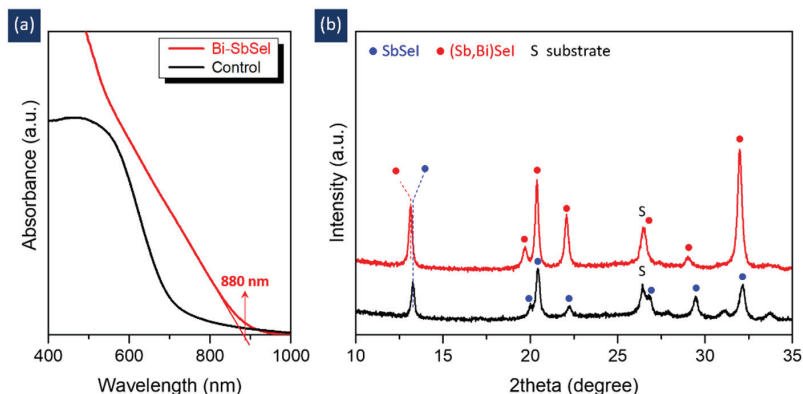 (a)
Bi-SbSeI
Control
Absorbance (a.u.)
880 nm
400 600 800 1000
Wavelength (nm)
(b)
SbSeI (Sb,Bi)SeI S substrate
Intensity (a.u.)
S
S
10 15 20 25 30 35
2theta (degree)